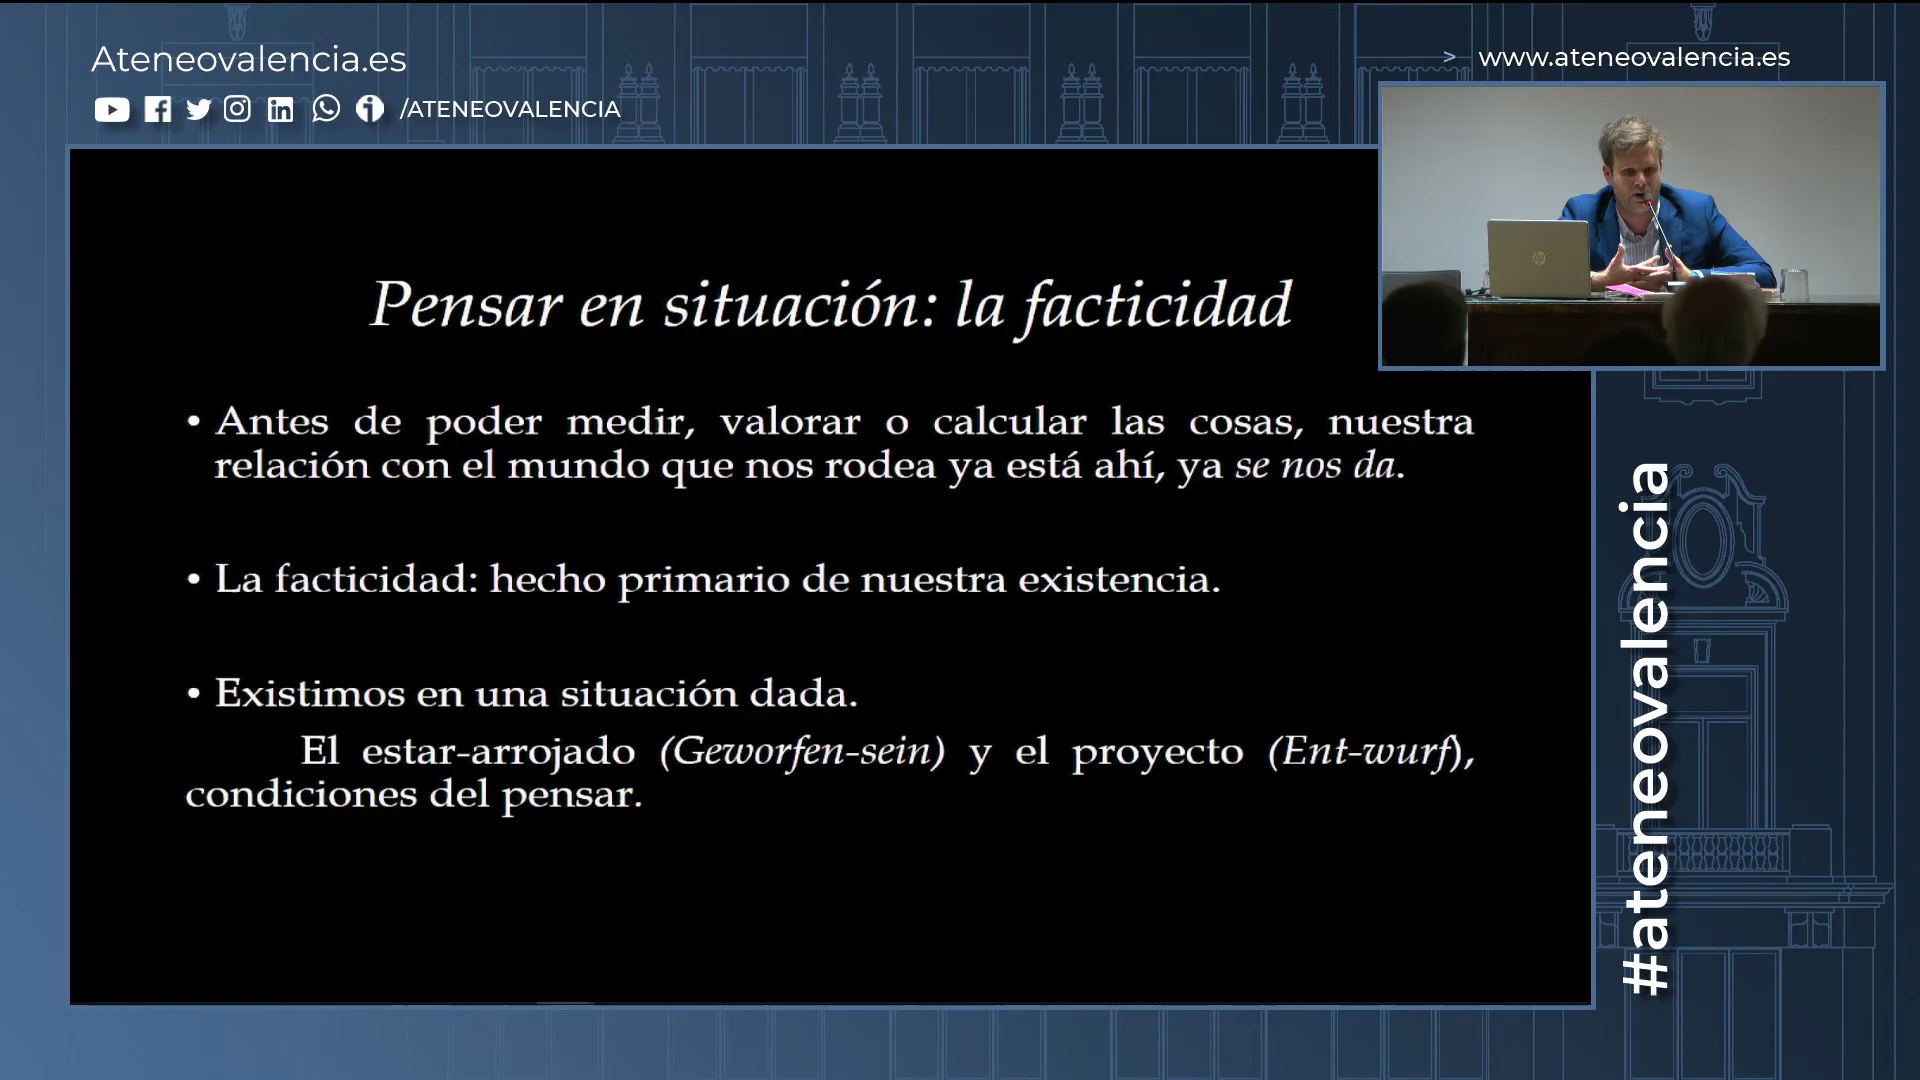 Ateneovalencia.es
/ATENEOVALENCIA
> www.ateneovalencia.es
Pensar en situación: la facticidad
• Antes de poder medir, valorar o calcular las cosas, nuestra
relación con el mundo que nos rodea ya está ahí, ya se nos da.
• La facticidad: hecho primario de nuestra existencia.
• Existimos en una situación dada.
El estar-arrojado (Geworfen-sein) y el proyecto (Ent-wurf),
condiciones del pensar.
#ateneovalencia